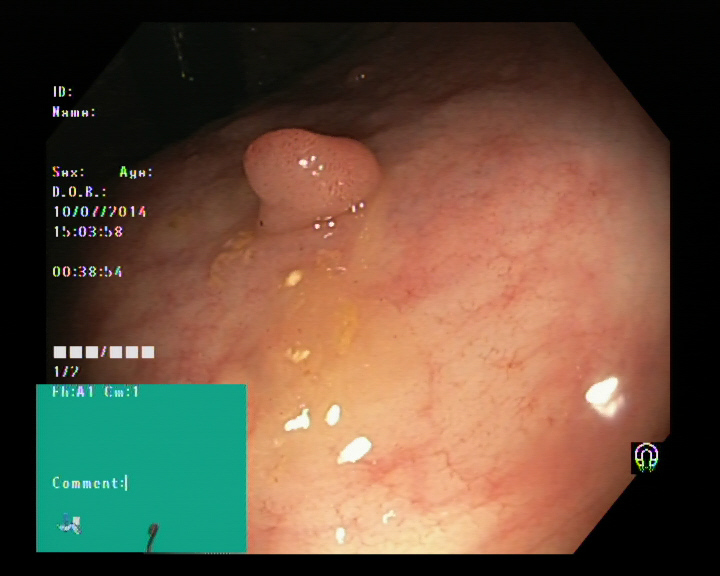 ID:
Name:
Sex: Age:
D.O.B.:
10/07/2014
15:03:58
00:38:54
■■■/■■■
1/2
Eh:A1 Cm:1
Comment: